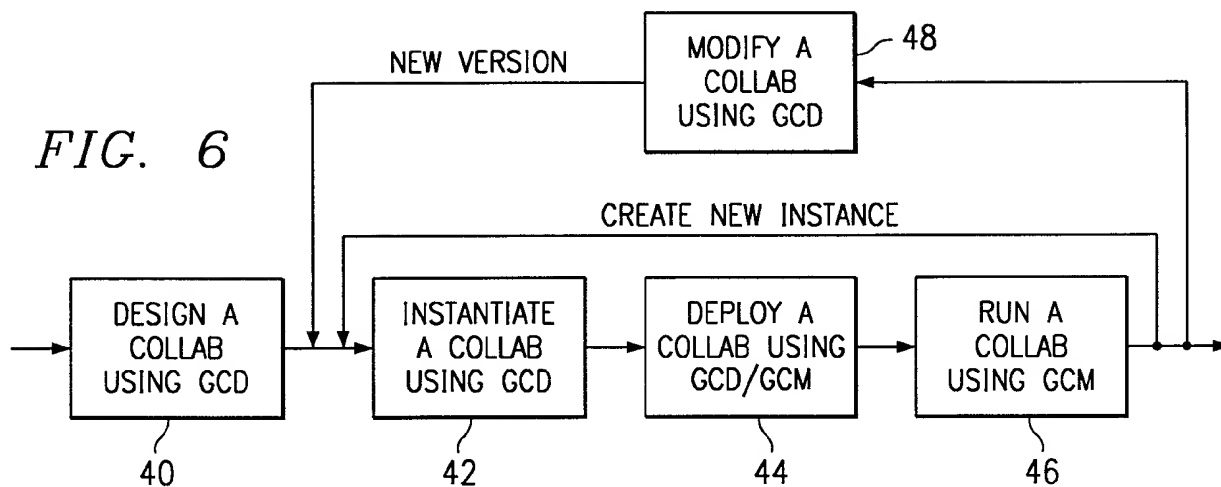 MODIFY A
COLLAB
USING GCD
48
NEW VERSION
FIG. 6
CREATE NEW INSTANCE
DESIGN A
COLLAB
USING GCD
INSTANTIATE
A COLLAB
USING GCD
DEPLOY A
COLLAB USING
GCD/GCM
RUN A
COLLAB
USING GCM
40
42
44
46